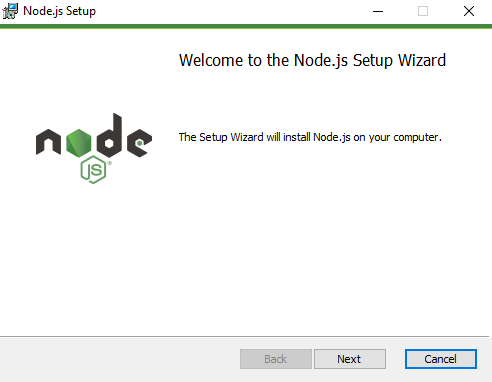 Node.js Setup
Welcome to the Node.js Setup Wizard
The Setup Wizard will install Node.js on your computer.
node
JS®
Back
Next
Cancel